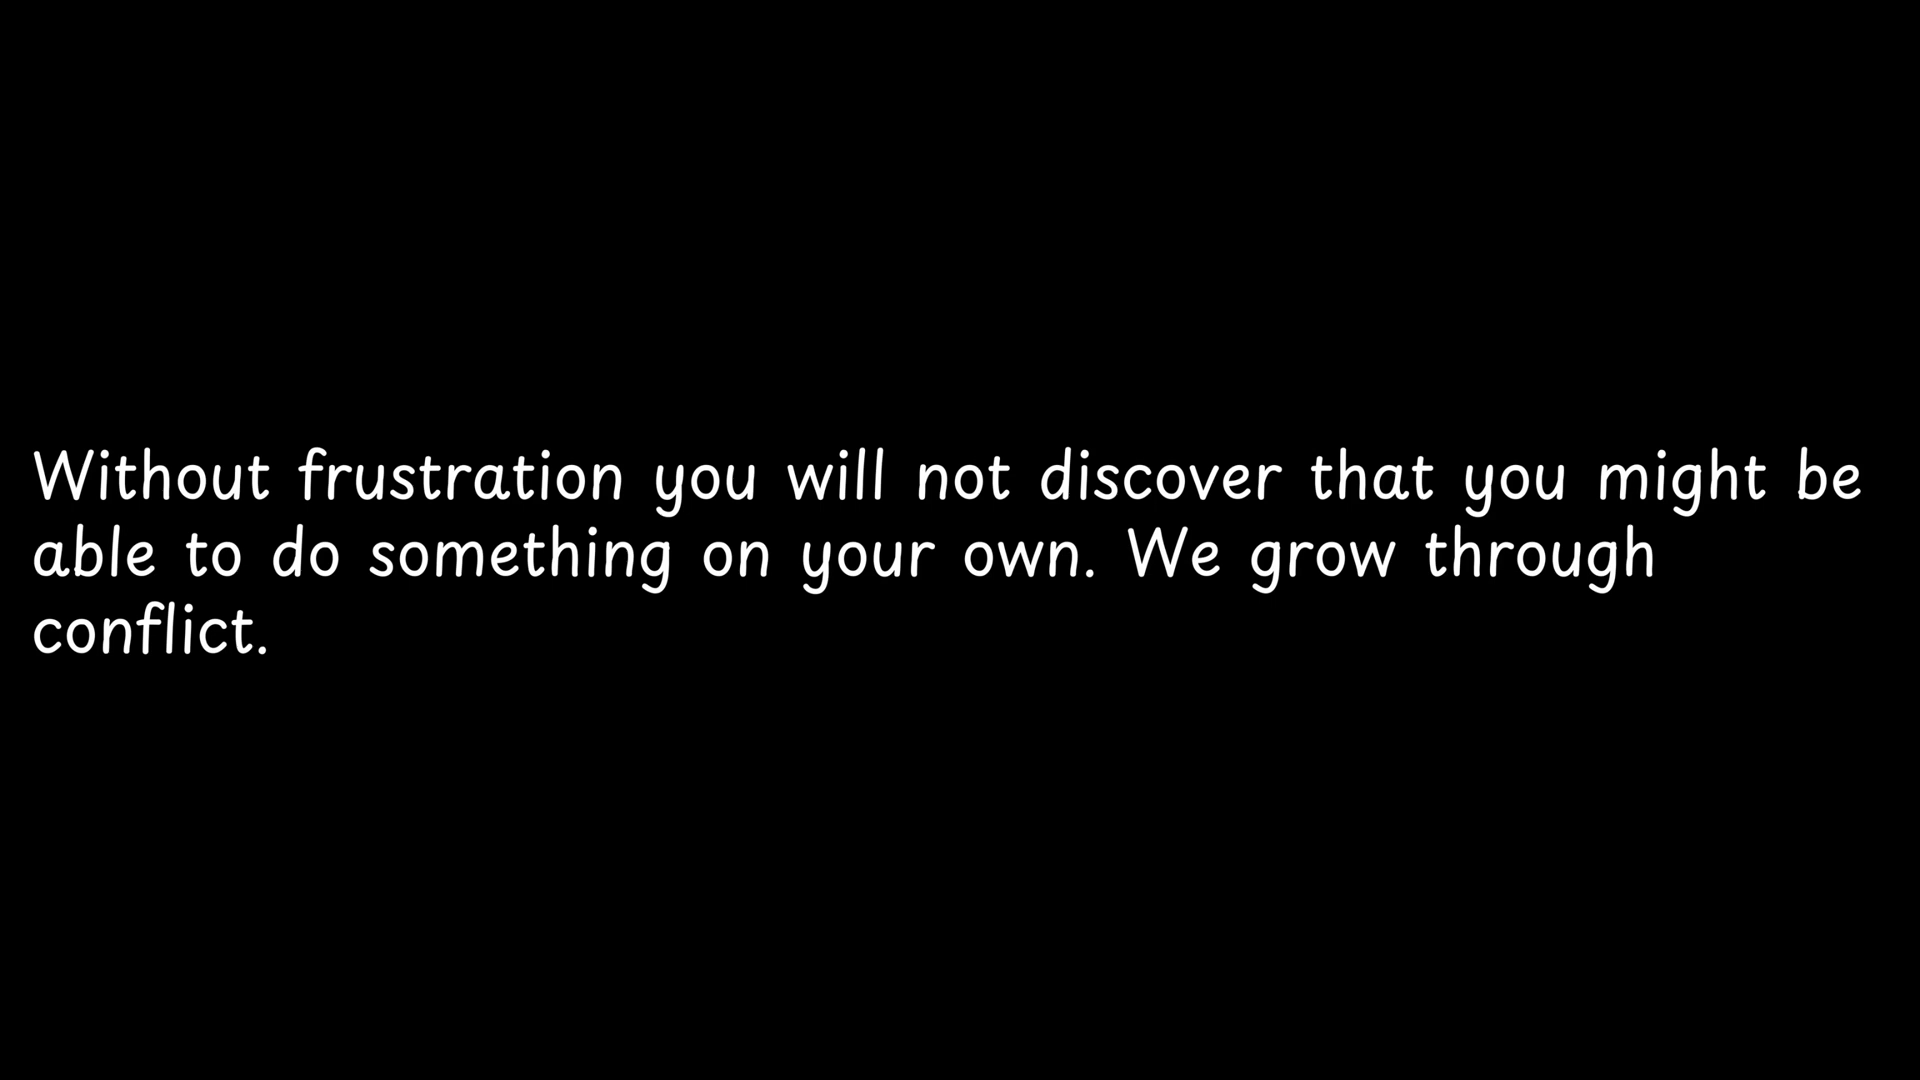 Without frustration you will not discover that you might be
able to do something on your own. We grow through
conflict.